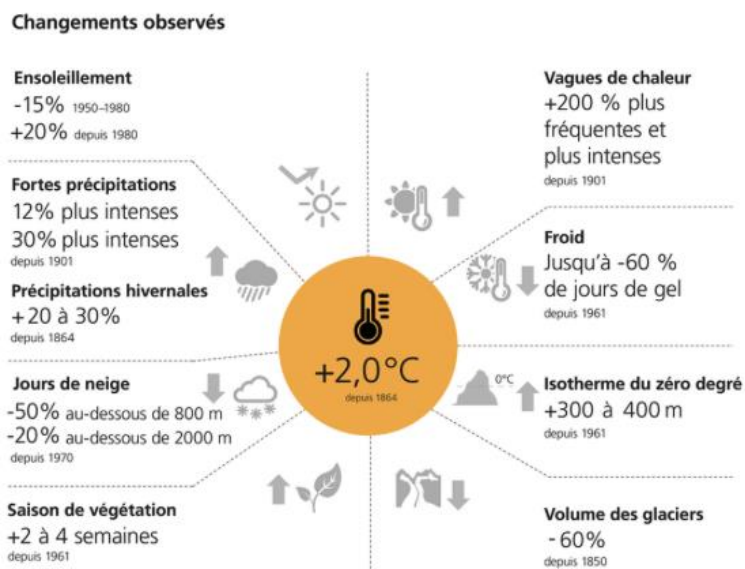 Changements observés
Ensoleillement
-15% 1950–1980
+20% depuis 1980
Fortes précipitations
12% plus intenses
30% plus intenses
depuis 1901
Précipitations hivernales
+20 à 30%
depuis 1864
Jours de neige
-50% au-dessous de 800 m
-20% au-dessous de 2000 m
depuis 1970
Saison de végétation
+2 à 4 semaines
depuis 1961
+2,0°C
depuis 1864
Vagues de chaleur
+200 % plus
fréquentes et
plus intenses
depuis 1901
Froid
Jusqu'à -60 %
de jours de gel
depuis 1961
0°C
Isotherme du zéro degré
+300 à 400 m
depuis 1961
Volume des glaciers
-60%
depuis 1850